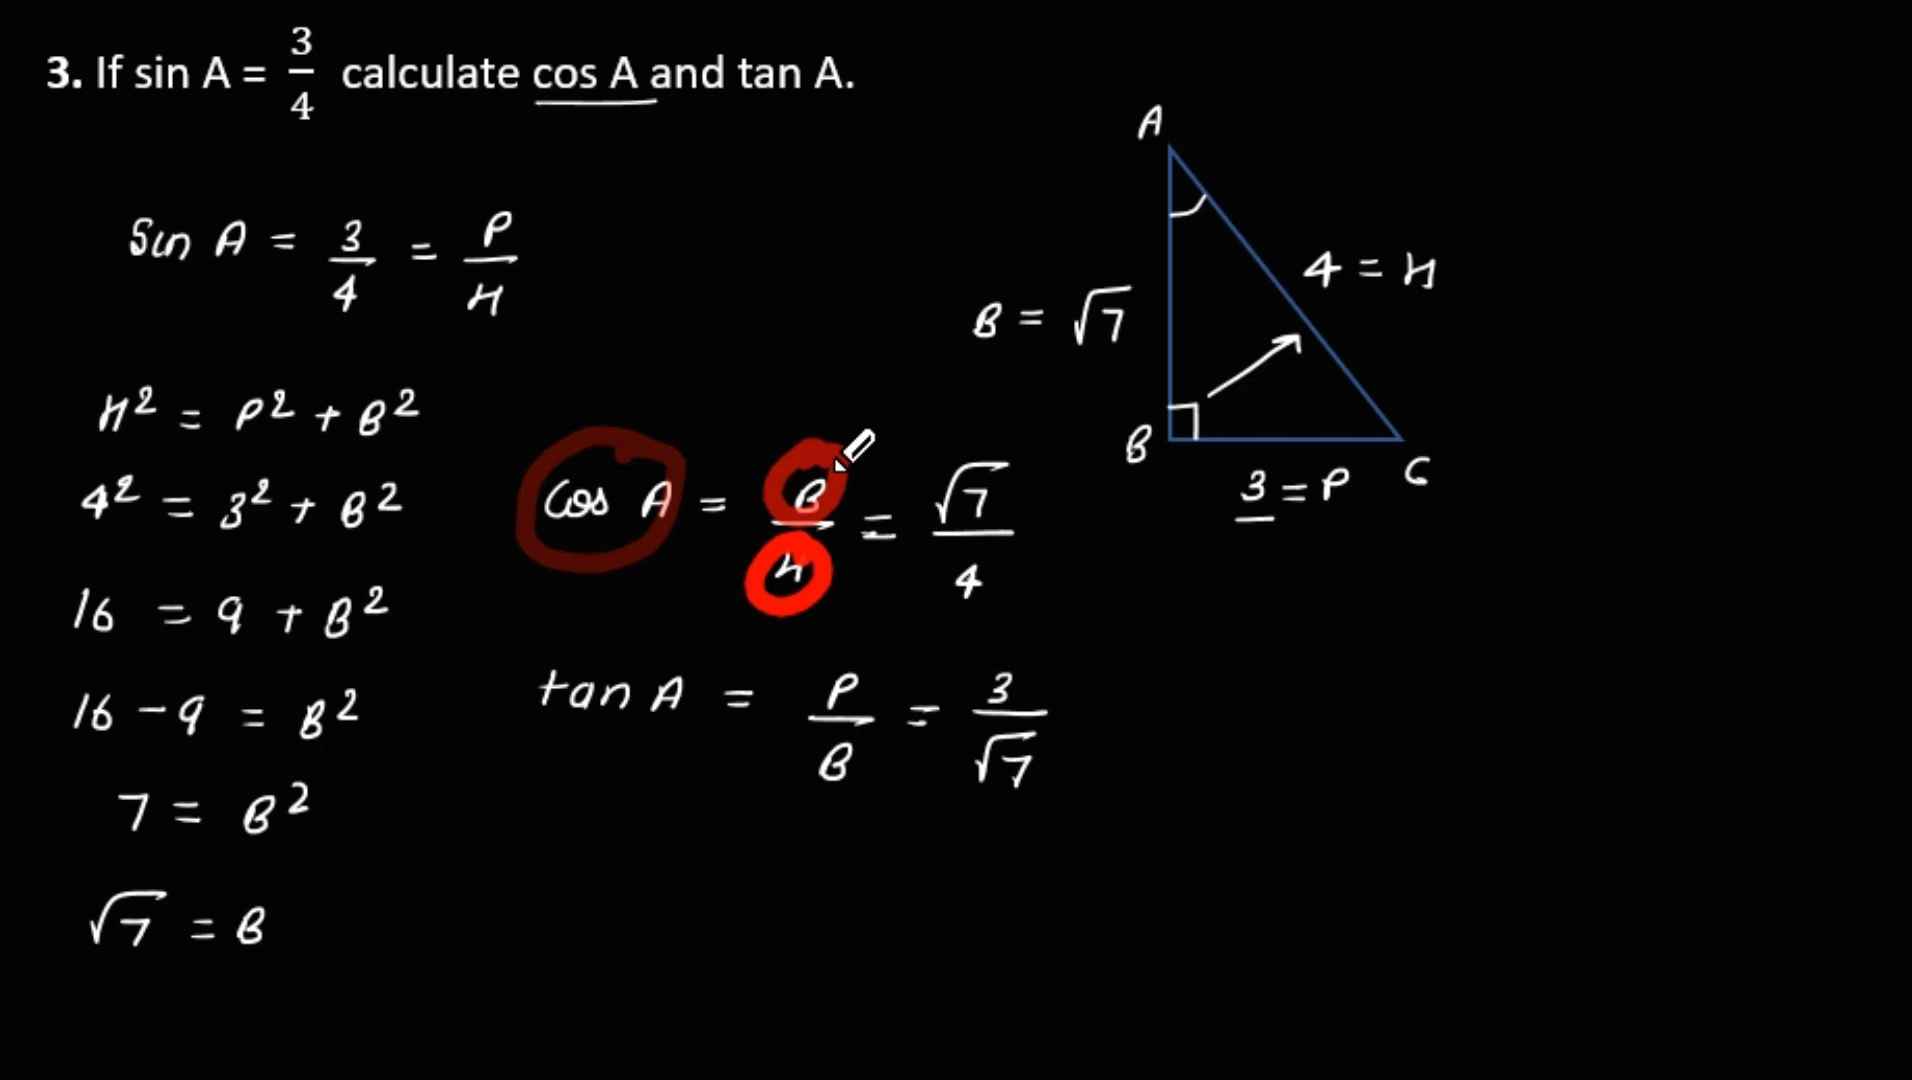 3. If sin A = 3/4 calculate cos A and tan A.
Sin A = 3/4 = P/H
H² = P² + B²
4² = 3² + B²
16 = 9 + B²
16 - 9 = B²
7 = B²
√7 = B
Cos A = B/H = √7/4
tan A = P/B = 3/√7
A
4 = H
B = √7
B
3 = P
C